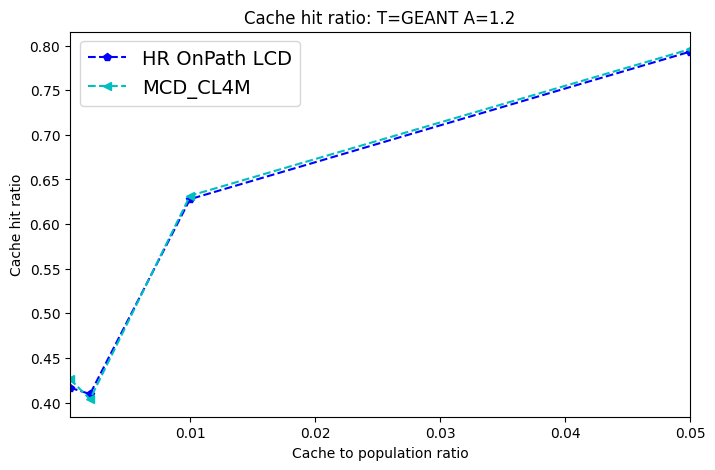 Cache hit ratio: T=GEANT A=1.2
HR OnPath LCD
MCD_CL4M
Cache hit ratio
0.80
0.75
0.70
0.65
0.60
0.55
0.50
0.45
0.40
0.01 0.02 0.03 0.04 0.05
Cache to population ratio